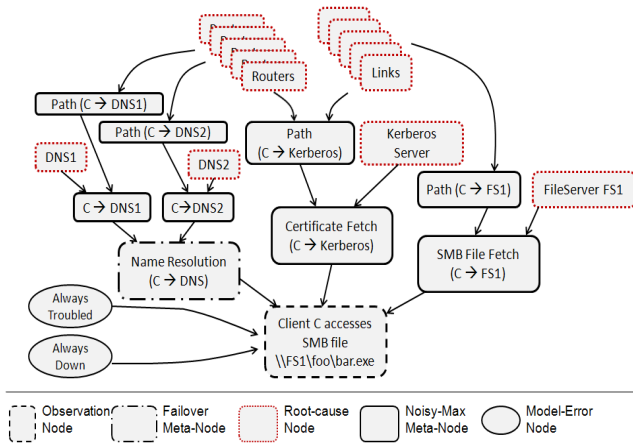 Routers
Links
Path (C → DNS1)
Path (C → DNS2)
Path
(C → Kerberos)
Kerberos
Server
DNS1
DNS2
Path (C → FS1)
FileServer FS1
C → DNS1
C→DNS2
Certificate Fetch
(C → Kerberos)
Name Resolution
(C → DNS)
SMB File Fetch
(C → FS1)
Always
Troubled
Always
Down
Client C accesses
SMB file
\\FS1\foo\bar.exe
Observation
Node
Failover
Meta-Node
Root-cause
Node
Noisy-Max
Meta-Node
Model-Error
Node